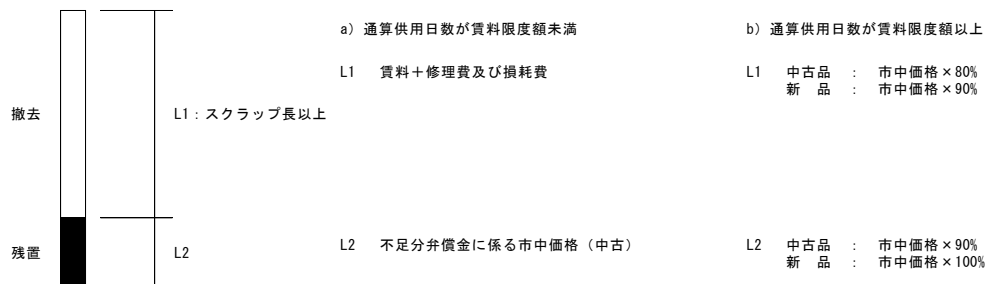 a）通算供用日数が賃料限度額未満　b）通算供用日数が賃料限度額以上
L1　賃料＋修理費及び損耗費　L1　中古品　：　市中価格×80%
新　品　：　市中価格×90%
撤去　L1：スクラップ長以上
残置　L2　L2　不足分弁償金に係る市中価格（中古）　L2　中古品　：　市中価格×90%
新　品　：　市中価格×100%